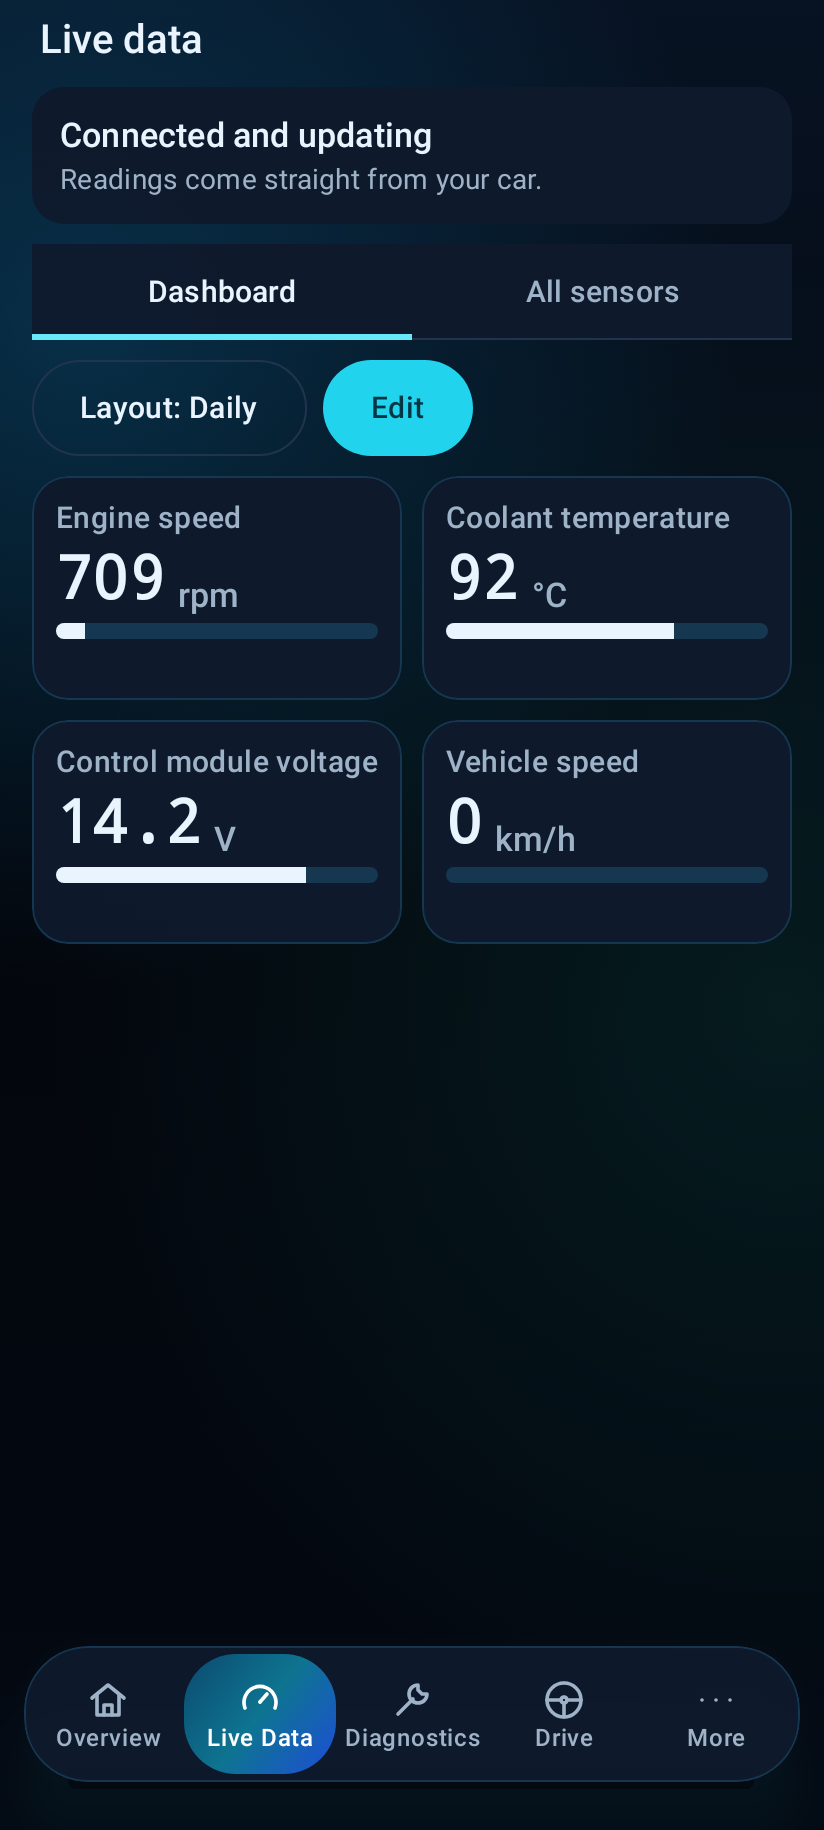 Live data
Connected and updating
Readings come straight from your car.
Dashboard
All sensors
Layout: Daily
Edit
Engine speed
709 rpm
Coolant temperature
92 °C
Control module voltage
14.2 V
Vehicle speed
0 km/h
Overview
Live Data
Diagnostics
Drive
More